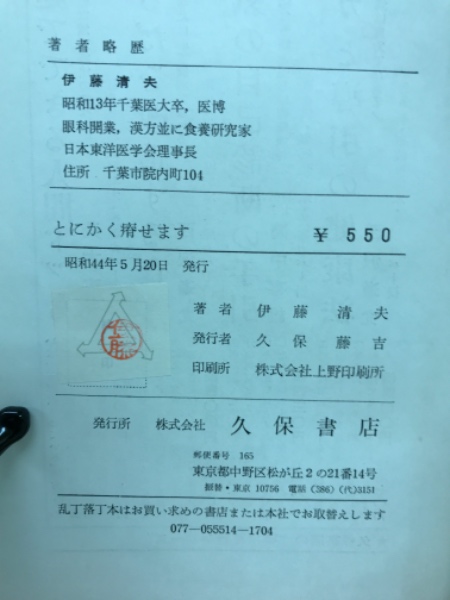 著者略歴
伊藤清夫
昭和13年千葉医大卒，医博
眼科開業，漢方並に食養研究家
日本東洋医学会理事長
住所 千葉市院内町104
とにかく瘠せます ¥ 550
昭和44年5月20日 発行
著者 伊藤清夫
発行者 久保藤吉
印刷所 株式会社上野印刷所
発行所 株式会社 久保書店
郵便番号 165
東京都中野区松が丘2の21番14号
振替・東京 10756 電話 (386) (代)3151
乱丁落丁本はお買い求めの書店または本社でお取替えします
077—055514—1704